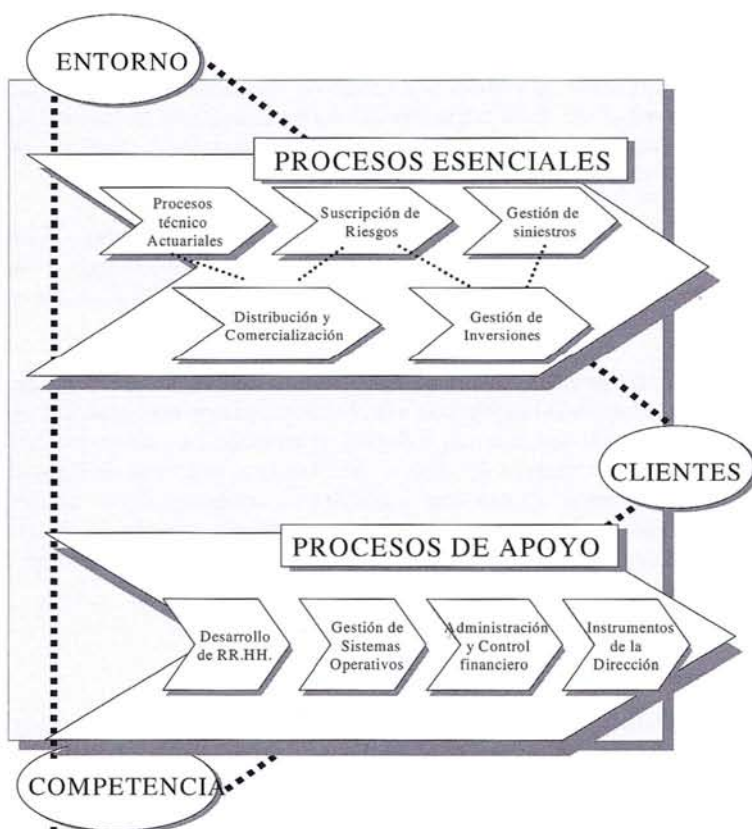 ENTORNO
PROCESOS ESENCIALES
Procesos
técnico
Actuariales
Suscripción de
Riesgos
Gestión de
siniestros
Distribución y
Comercialización
Gestión de
Inversiones
CLIENTES
PROCESOS DE APOYO
Desarrollo
de RR.HH.
Gestión de
Sistemas
Operativos
Administración
y Control
financiero
Instrumentos
de la
Dirección
COMPETENCIA